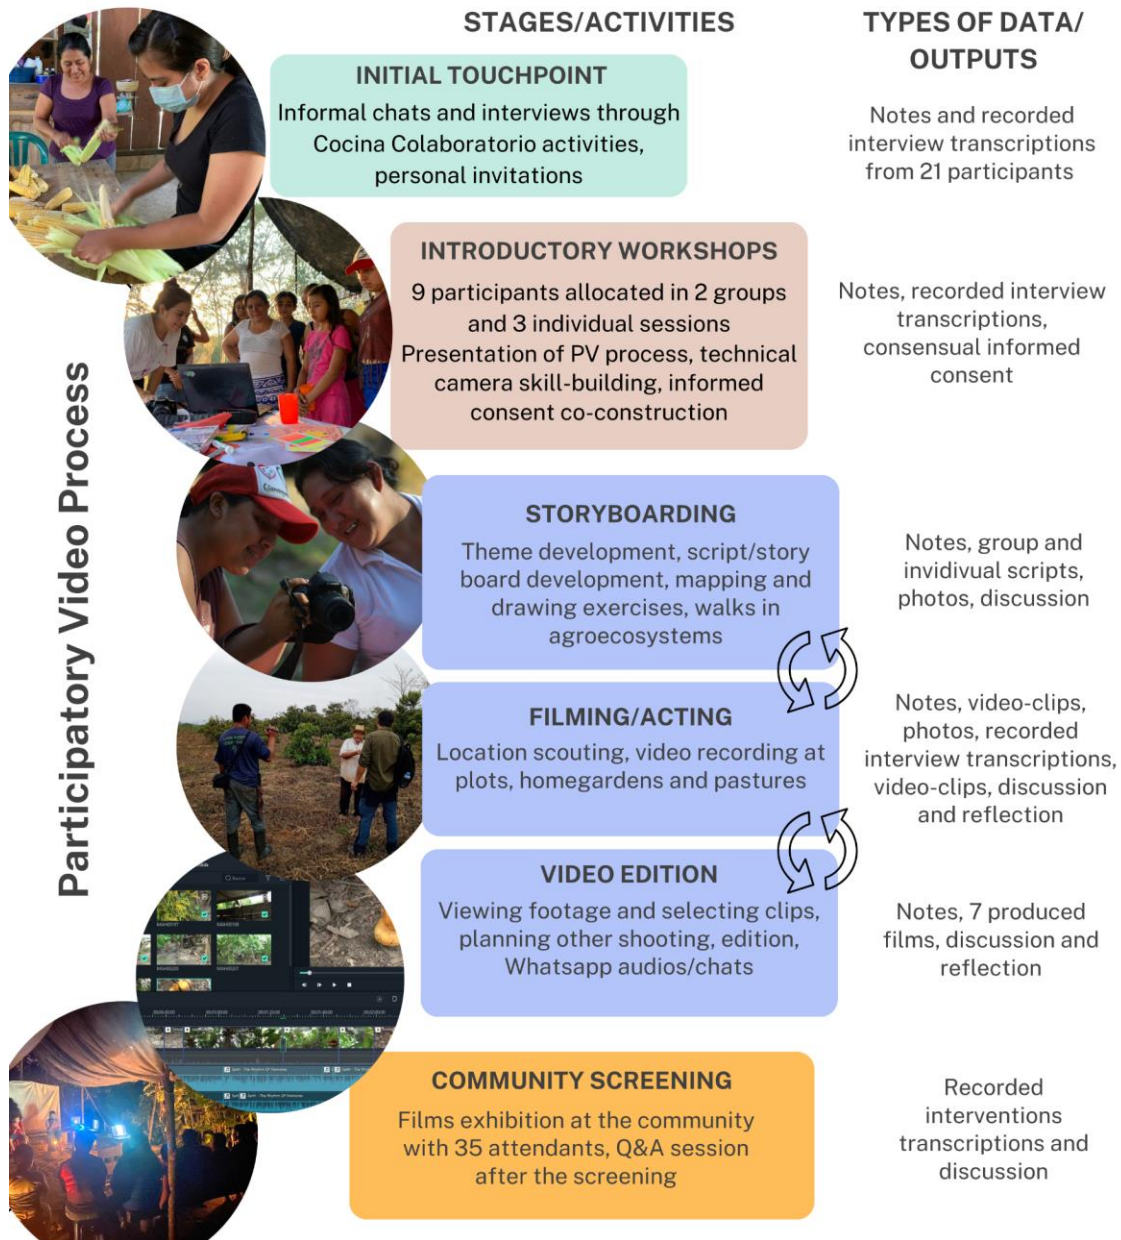 STAGES/ACTIVITIES
TYPES OF DATA/
OUTPUTS
Participatory Video Process
INITIAL TOUCHPOINT
Informal chats and interviews through
Cocina Colaboratorio activities,
personal invitations
Notes and recorded
interview transcriptions
from 21 participants
INTRODUCTORY WORKSHOPS
9 participants allocated in 2 groups
and 3 individual sessions
Presentation of PV process, technical
camera skill-building, informed
consent co-construction
Notes, recorded interview
transcriptions,
consensual informed
consent
STORYBOARDING
Theme development, script/story
board development, mapping and
drawing exercises, walks in
agroecosystems
Notes, group and
invidivual scripts,
photos, discussion
FILMING/ACTING
Location scouting, video recording at
plots, homegardens and pastures
Notes, video-clips,
photos, recorded
interview transcriptions,
video-clips, discussion
and reflection
VIDEO EDITION
Viewing footage and selecting clips,
planning other shooting, edition,
Whatsapp audios/chats
Notes, 7 produced
films, discussion and
reflection
COMMUNITY SCREENING
Films exhibition at the community
with 35 attendants, Q&A session
after the screening
Recorded
interventions
transcriptions and
discussion